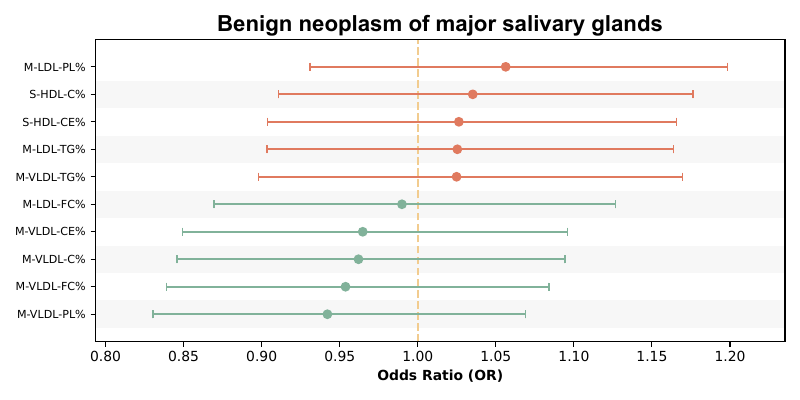 Benign neoplasm of major salivary glands
M-LDL-PL%
S-HDL-C%
S-HDL-CE%
M-LDL-TG%
M-VLDL-TG%
M-LDL-FC%
M-VLDL-CE%
M-VLDL-C%
M-VLDL-FC%
M-VLDL-PL%
0.80 0.85 0.90 0.95 1.00 1.05 1.10 1.15 1.20
Odds Ratio (OR)